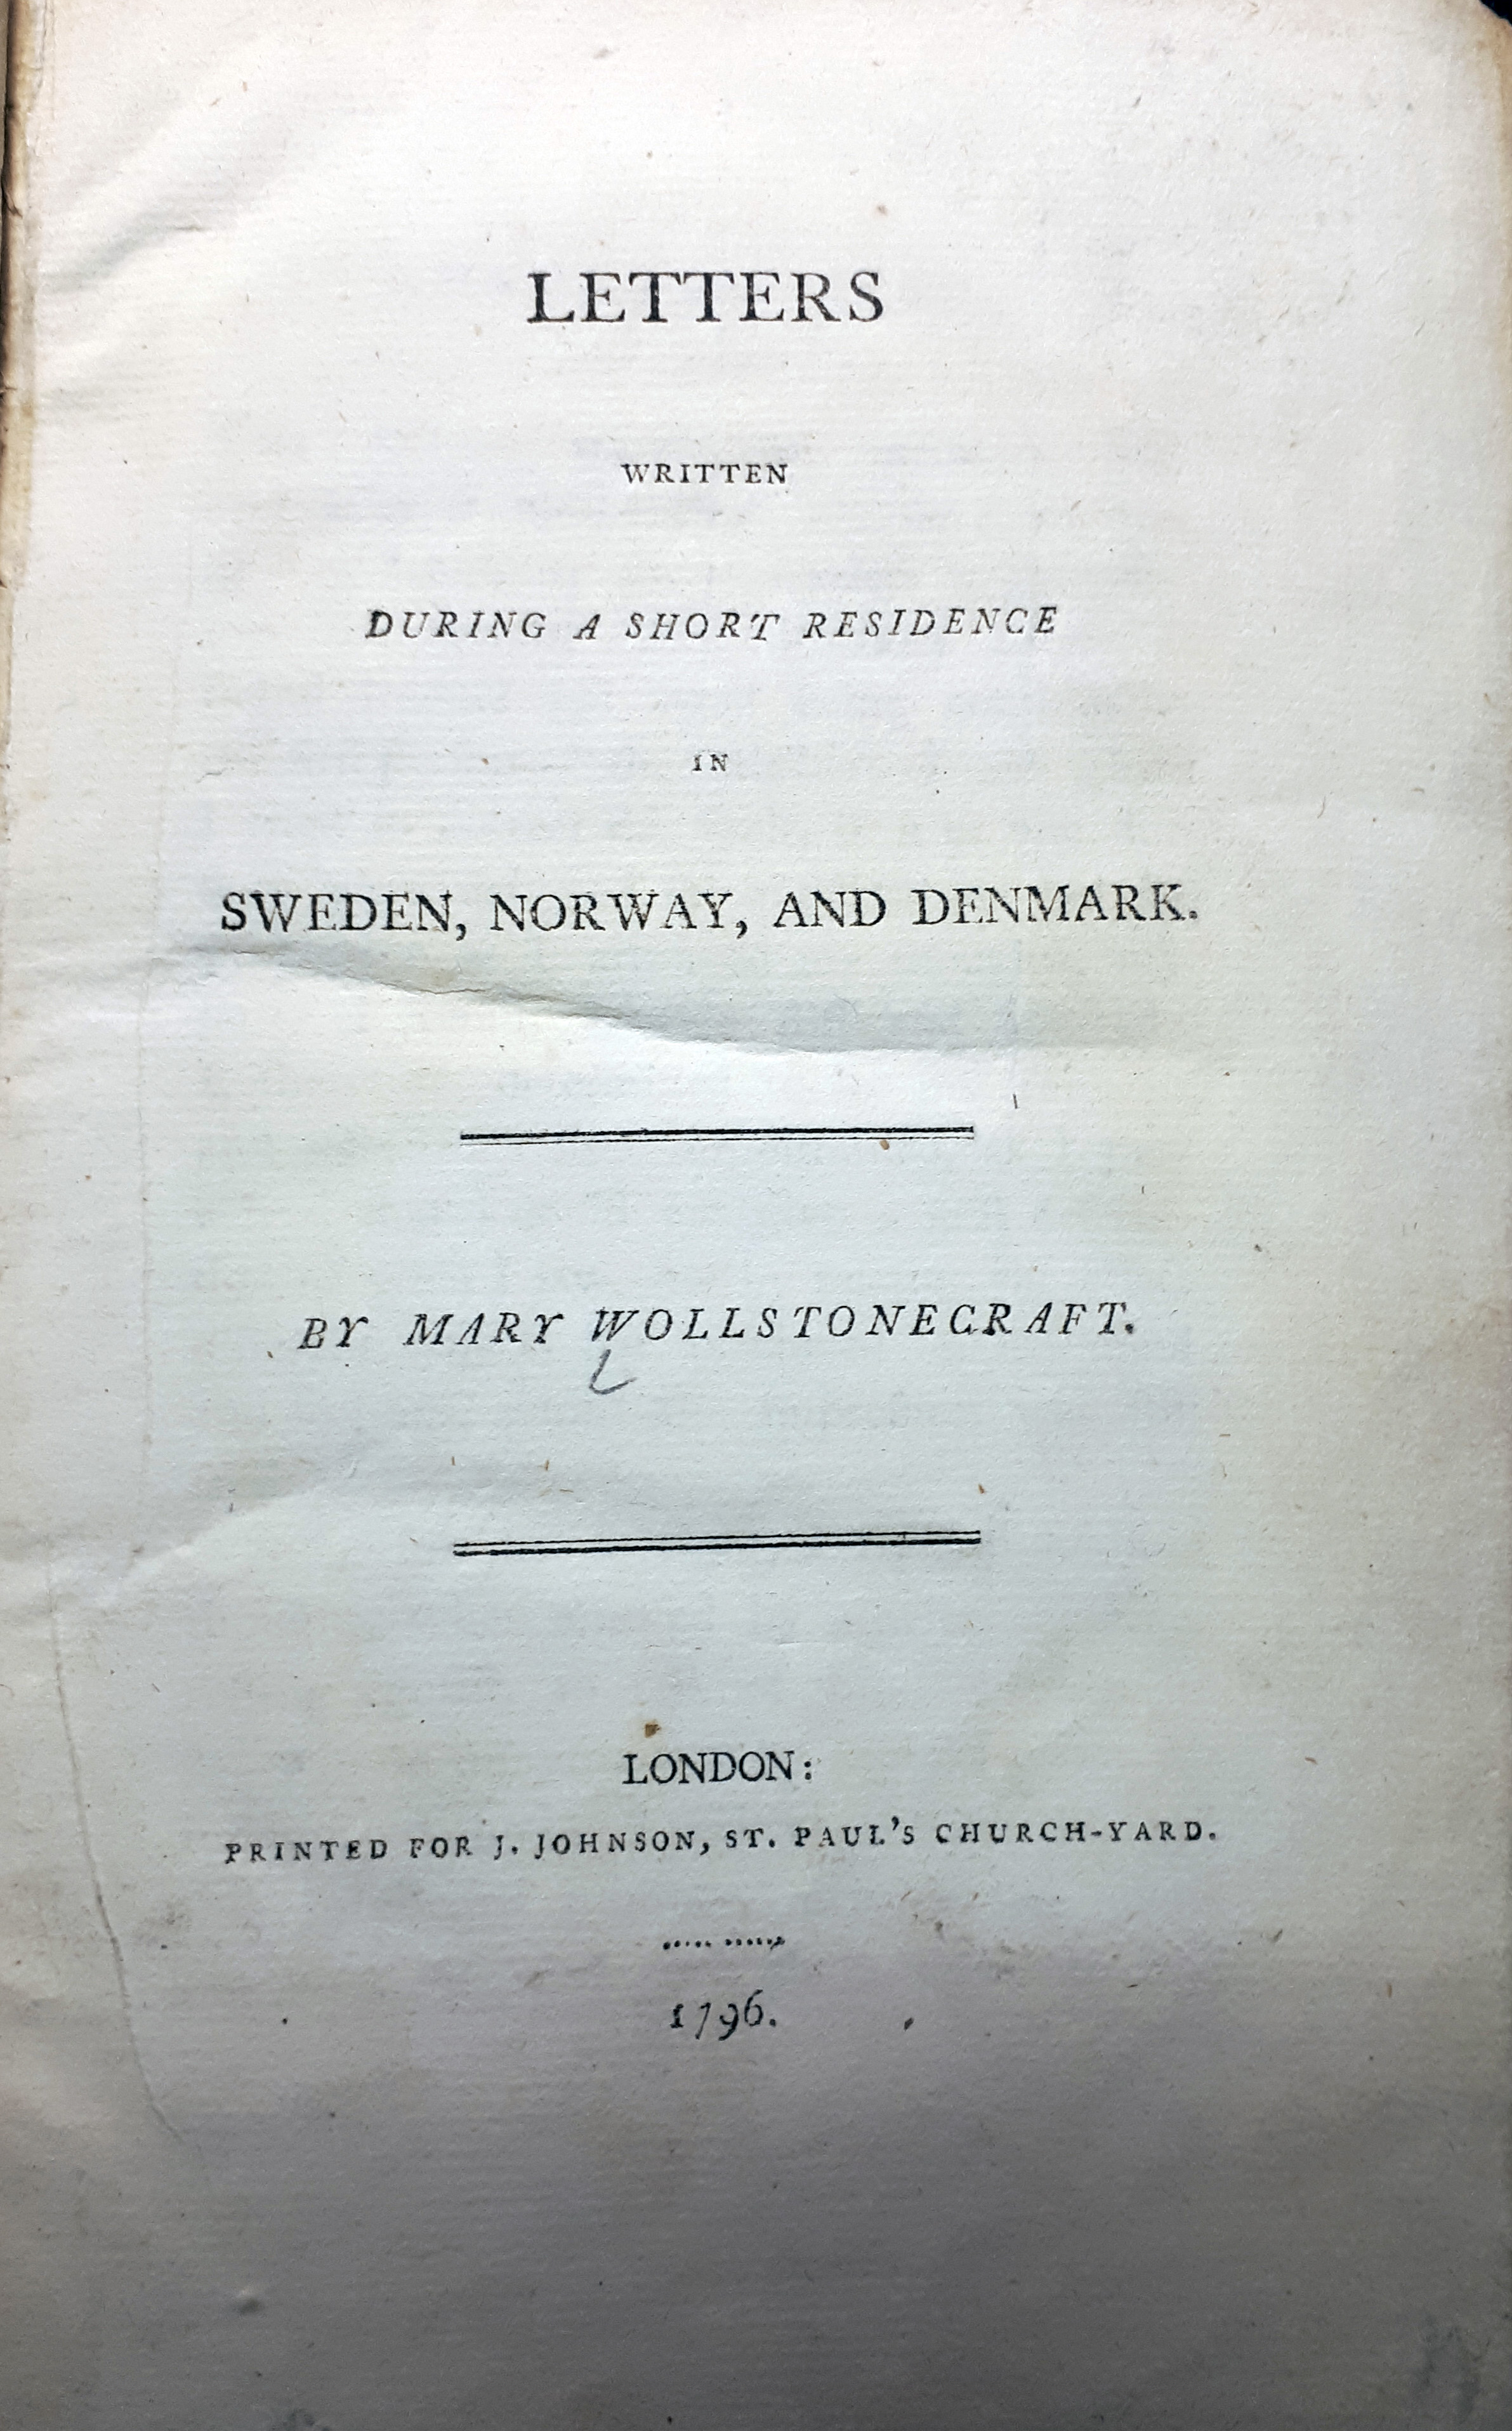 LETTERS
WRITTEN
DURING A SHORT RESIDENCE
IN
SWEDEN, NORWAY, AND DENMARK.
BY MARY WOLLSTONECRAFT.
LONDON:
PRINTED FOR J. JOHNSON, ST. PAUL'S CHURCH-YARD.
1796.